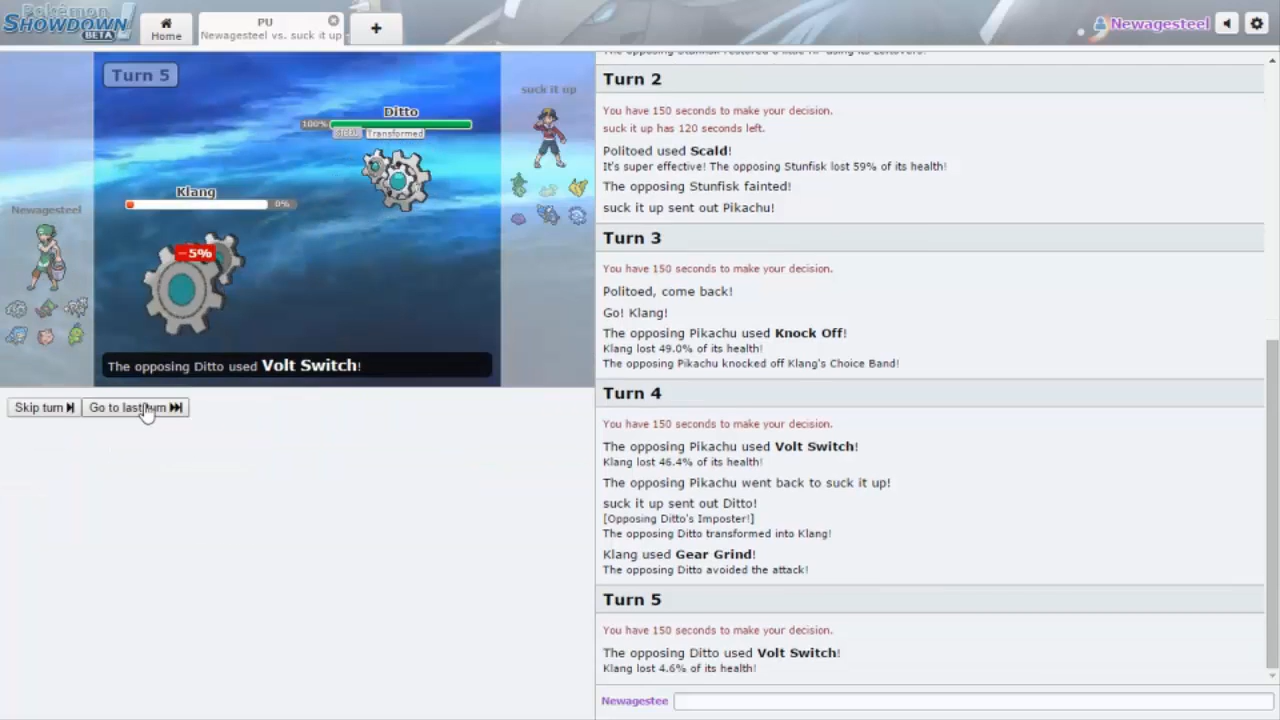 Pokémon
SHOWDOWN!
BETA
Home
PU
Newagesteel vs. suck it up
+
Newagesteel
Turn 5
Ditto
100%
Transformed
suck it up
Klang
0%
Newagesteel
−5%
The opposing Ditto used Volt Switch!
Skip turn
Go to last turn
Turn 2
You have 150 seconds to make your decision.
suck it up has 120 seconds left.
Politoed used Scald!
It's super effective! The opposing Stunfisk lost 59% of its health!
The opposing Stunfisk fainted!
suck it up sent out Pikachu!
Turn 3
You have 150 seconds to make your decision.
Politoed, come back!
Go! Klang!
The opposing Pikachu used Knock Off!
Klang lost 49.0% of its health!
The opposing Pikachu knocked off Klang's Choice Band!
Turn 4
You have 150 seconds to make your decision.
The opposing Pikachu used Volt Switch!
Klang lost 46.4% of its health!
The opposing Pikachu went back to suck it up!
suck it up sent out Ditto!
[Opposing Ditto's Imposter!]
The opposing Ditto transformed into Klang!
Klang used Gear Grind!
The opposing Ditto avoided the attack!
Turn 5
You have 150 seconds to make your decision.
The opposing Ditto used Volt Switch!
Klang lost 4.6% of its health!
Newagestee